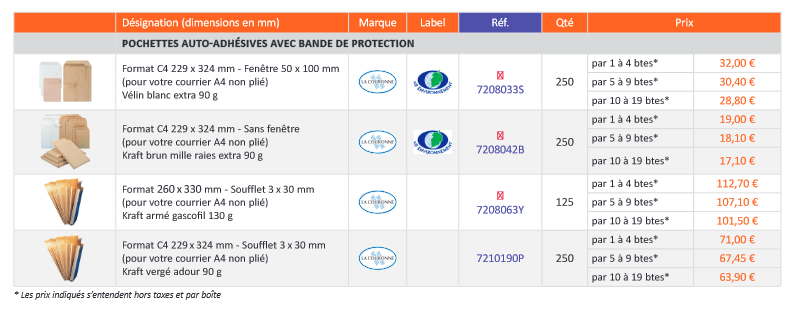 Désignation (dimensions en mm) Marque Label Réf. Qté Prix
POCHETTES AUTO-ADHÉSIVES AVEC BANDE DE PROTECTION
Format C4 229 x 324 mm - Fenêtre 50 x 100 mm
(pour votre courrier A4 non plié)
Vélin blanc extra 90 g
LA COURONNE
NF ENVIRONNEMENT
7208033S
250
par 1 à 4 btes* 32,00 €
par 5 à 9 btes* 30,40 €
par 10 à 19 btes* 28,80 €
Format C4 229 x 324 mm - Sans fenêtre
(pour votre courrier A4 non plié)
Kraft brun mille raies extra 90 g
LA COURONNE
NF ENVIRONNEMENT
7208042B
250
par 1 à 4 btes* 19,00 €
par 5 à 9 btes* 18,10 €
par 10 à 19 btes* 17,10 €
Format 260 x 330 mm - Soufflet 3 x 30 mm
(pour votre courrier A4 non plié)
Kraft armé gascofil 130 g
LA COURONNE
7208063Y
125
par 1 à 4 btes* 112,70 €
par 5 à 9 btes* 107,10 €
par 10 à 19 btes* 101,50 €
Format C4 229 x 324 mm - Soufflet 3 x 30 mm
(pour votre courrier A4 non plié)
Kraft vergé adour 90 g
LA COURONNE
7210190P
250
par 1 à 4 btes* 71,00 €
par 5 à 9 btes* 67,45 €
par 10 à 19 btes* 63,90 €
* Les prix indiqués s'entendent hors taxes et par boîte